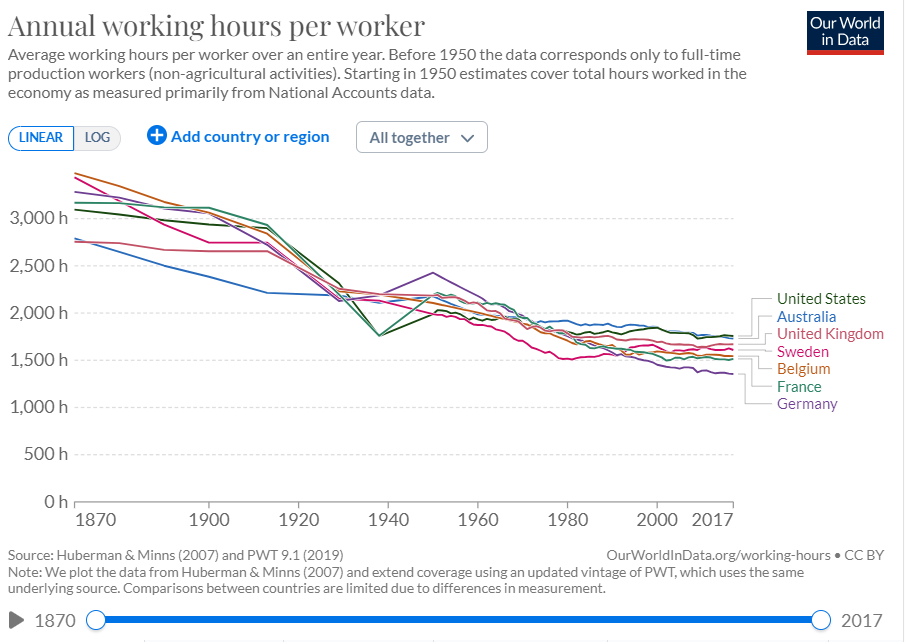 Annual working hours per worker
Our World
in Data
Average working hours per worker over an entire year. Before 1950 the data corresponds only to full-time
production workers (non-agricultural activities). Starting in 1950 estimates cover total hours worked in the
economy as measured primarily from National Accounts data.
LINEAR LOG
Add country or region
All together
3,000 h
2,500 h
2,000 h
1,500 h
1,000 h
500 h
0 h
1870 1900 1920 1940 1960 1980 2000 2017
United States
Australia
United Kingdom
Sweden
Belgium
France
Germany
Source: Huberman & Minns (2007) and PWT 9.1 (2019)
OurWorldInData.org/working-hours • CC BY
Note: We plot the data from Huberman & Minns (2007) and extend coverage using an updated vintage of PWT, which uses the same
underlying source. Comparisons between countries are limited due to differences in measurement.
1870 2017